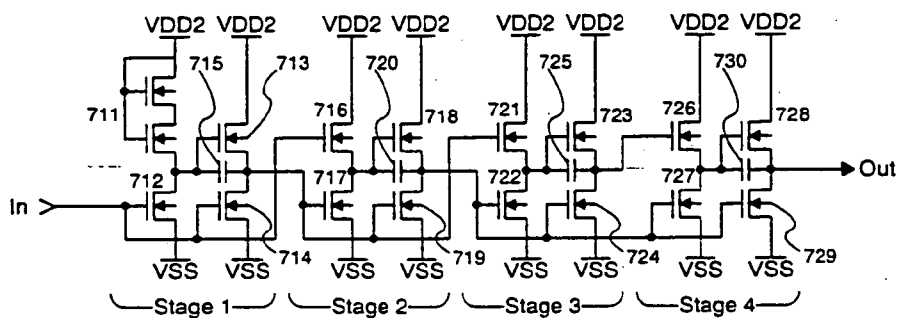 VDD2 VDD2 VDD2 VDD2 VDD2 VDD2 VDD2 VDD2
715 713 720 725 730
711 716 718 721 723 726 728
712 717 722 727
In Out
714 719 724 729
VSS VSS VSS VSS VSS VSS VSS VSS
Stage 1 Stage 2 Stage 3 Stage 4